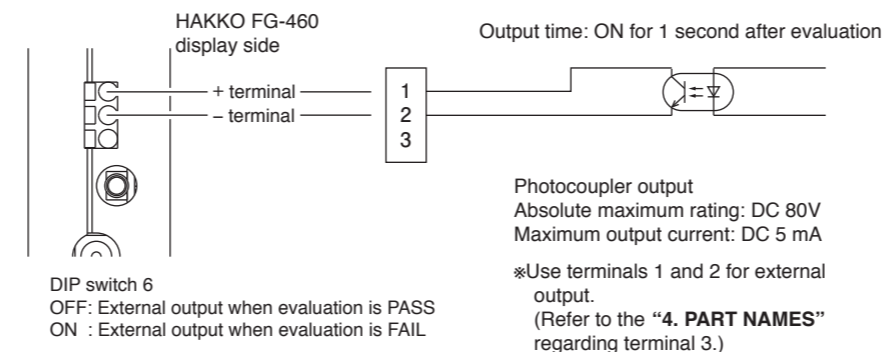 HAKKO FG-460
display side
Output time: ON for 1 second after evaluation
+ terminal
– terminal
1
2
3
Photocoupler output
Absolute maximum rating: DC 80V
Maximum output current: DC 5 mA
※Use terminals 1 and 2 for external
output.
(Refer to the “4. PART NAMES”
regarding terminal 3.)
DIP switch 6
OFF: External output when evaluation is PASS
ON : External output when evaluation is FAIL